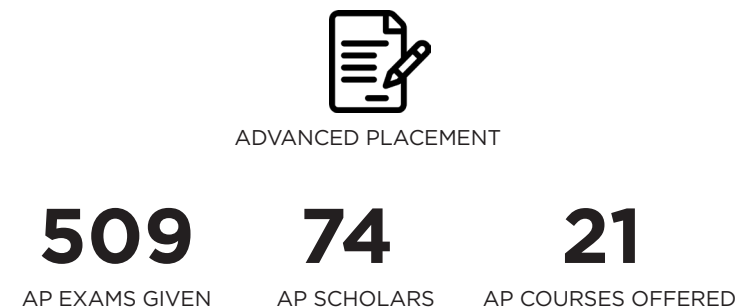 ADVANCED PLACEMENT
509 74 21
AP EXAMS GIVEN AP SCHOLARS AP COURSES OFFERED